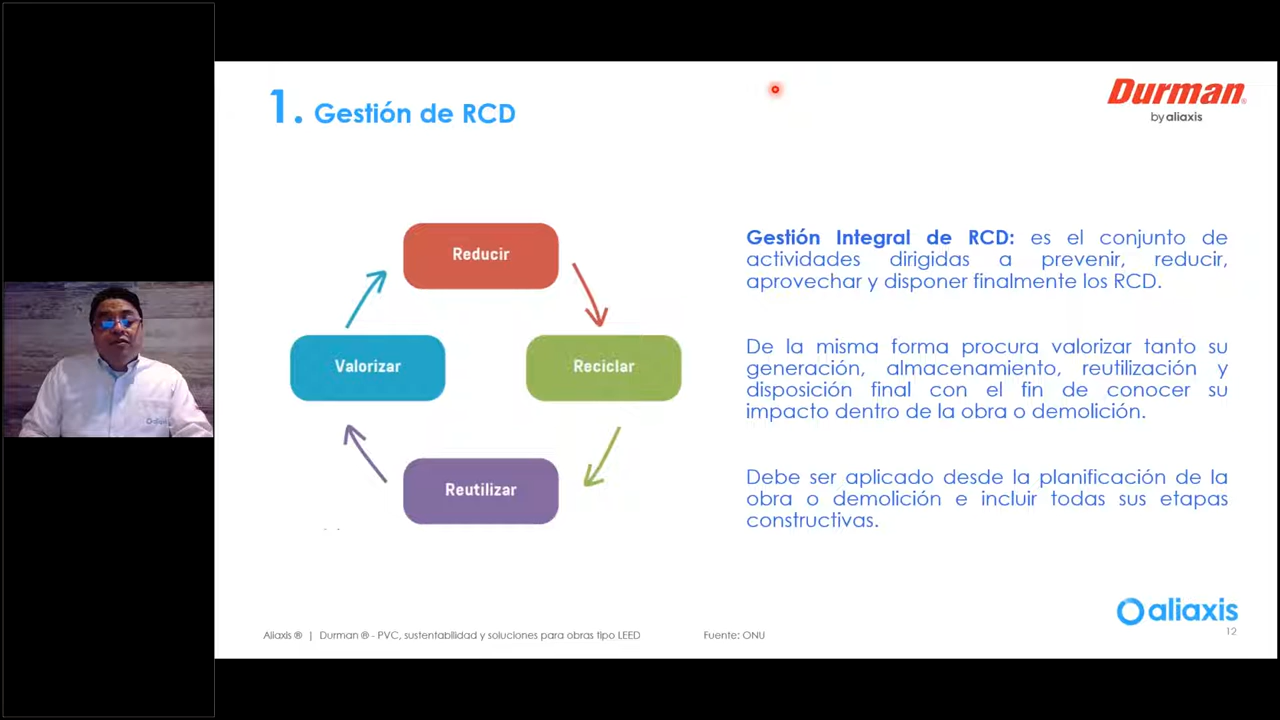 1. Gestión de RCD
Durman®
by aliaxis
Reducir
Valorizar
Reciclar
Reutilizar
Gestión Integral de RCD: es el conjunto de
actividades dirigidas a prevenir, reducir,
aprovechar y disponer finalmente los RCD.
De la misma forma procura valorizar tanto su
generación, almacenamiento, reutilización y
disposición final con el fin de conocer su
impacto dentro de la obra o demolición.
Debe ser aplicado desde la planificación de la
obra o demolición e incluir todas sus etapas
constructivas.
aliaxis
12
Aliaxis ® | Durman ® - PVC, sustentabilidad y soluciones para obras tipo LEED
Fuente: ONU